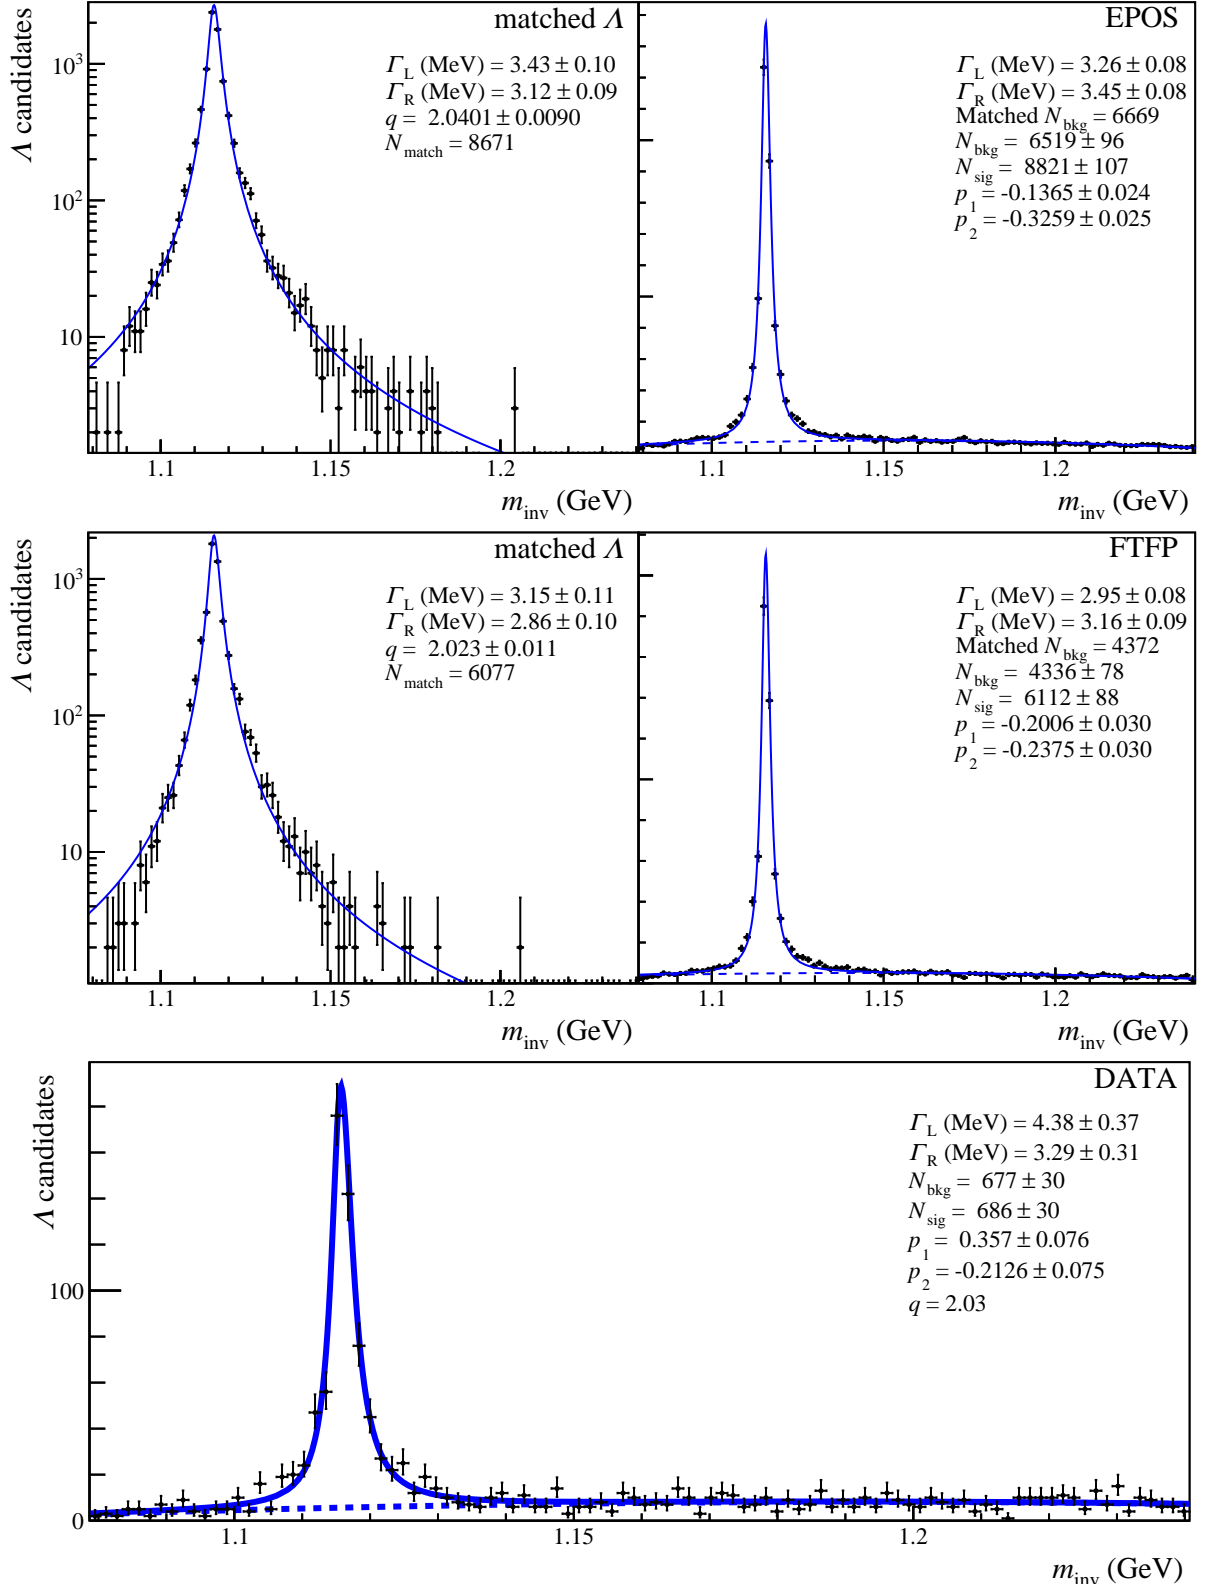 matched Λ
Λ candidates
Γ_L (MeV) = 3.43 ± 0.10
Γ_R (MeV) = 3.12 ± 0.09
q = 2.0401 ± 0.0090
N_match = 8671
10^3
10^2
10
1.1 1.15 1.2
m_inv (GeV)
EPOS
Γ_L (MeV) = 3.26 ± 0.08
Γ_R (MeV) = 3.45 ± 0.08
Matched N_bkg = 6669
N_bkg = 6519 ± 96
N_sig = 8821 ± 107
p_1 = -0.1365 ± 0.024
p_2 = -0.3259 ± 0.025
1.1 1.15 1.2
m_inv (GeV)
matched Λ
Λ candidates
Γ_L (MeV) = 3.15 ± 0.11
Γ_R (MeV) = 2.86 ± 0.10
q = 2.023 ± 0.011
N_match = 6077
10^3
10^2
10
1.1 1.15 1.2
m_inv (GeV)
FTFP
Γ_L (MeV) = 2.95 ± 0.08
Γ_R (MeV) = 3.16 ± 0.09
Matched N_bkg = 4372
N_bkg = 4336 ± 78
N_sig = 6112 ± 88
p_1 = -0.2006 ± 0.030
p_2 = -0.2375 ± 0.030
1.1 1.15 1.2
m_inv (GeV)
DATA
Λ candidates
Γ_L (MeV) = 4.38 ± 0.37
Γ_R (MeV) = 3.29 ± 0.31
N_bkg = 677 ± 30
N_sig = 686 ± 30
p_1 = 0.357 ± 0.076
p_2 = -0.2126 ± 0.075
q = 2.03
100
0
1.1 1.15 1.2
m_inv (GeV)